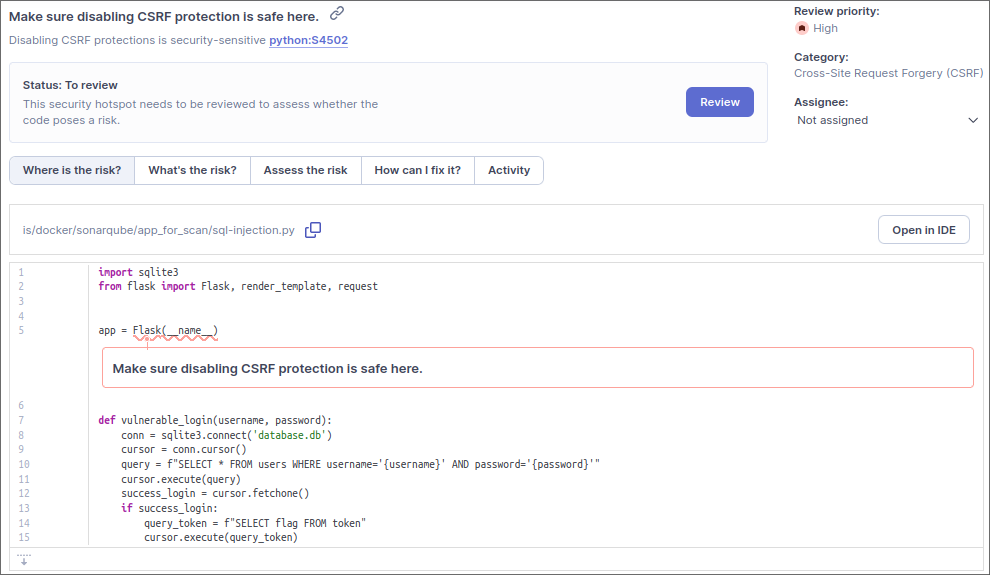 Make sure disabling CSRF protection is safe here.
Disabling CSRF protections is security-sensitive python:S4502
Status: To review
This security hotspot needs to be reviewed to assess whether the
code poses a risk.
Review
Where is the risk?
What's the risk?
Assess the risk
How can I fix it?
Activity
Review priority:
High
Category:
Cross-Site Request Forgery (CSRF)
Assignee:
Not assigned
is/docker/sonarqube/app_for_scan/sql-injection.py
Open in IDE
1 import sqlite3
2 from flask import Flask, render_template, request
3
4
5 app = Flask(__name__)
Make sure disabling CSRF protection is safe here.
6
7 def vulnerable_login(username, password):
8     conn = sqlite3.connect('database.db')
9     cursor = conn.cursor()
10     query = f"SELECT * FROM users WHERE username='{username}' AND password='{password}'"
11     cursor.execute(query)
12     success_login = cursor.fetchone()
13     if success_login:
14         query_token = f"SELECT flag FROM token"
15         cursor.execute(query_token)